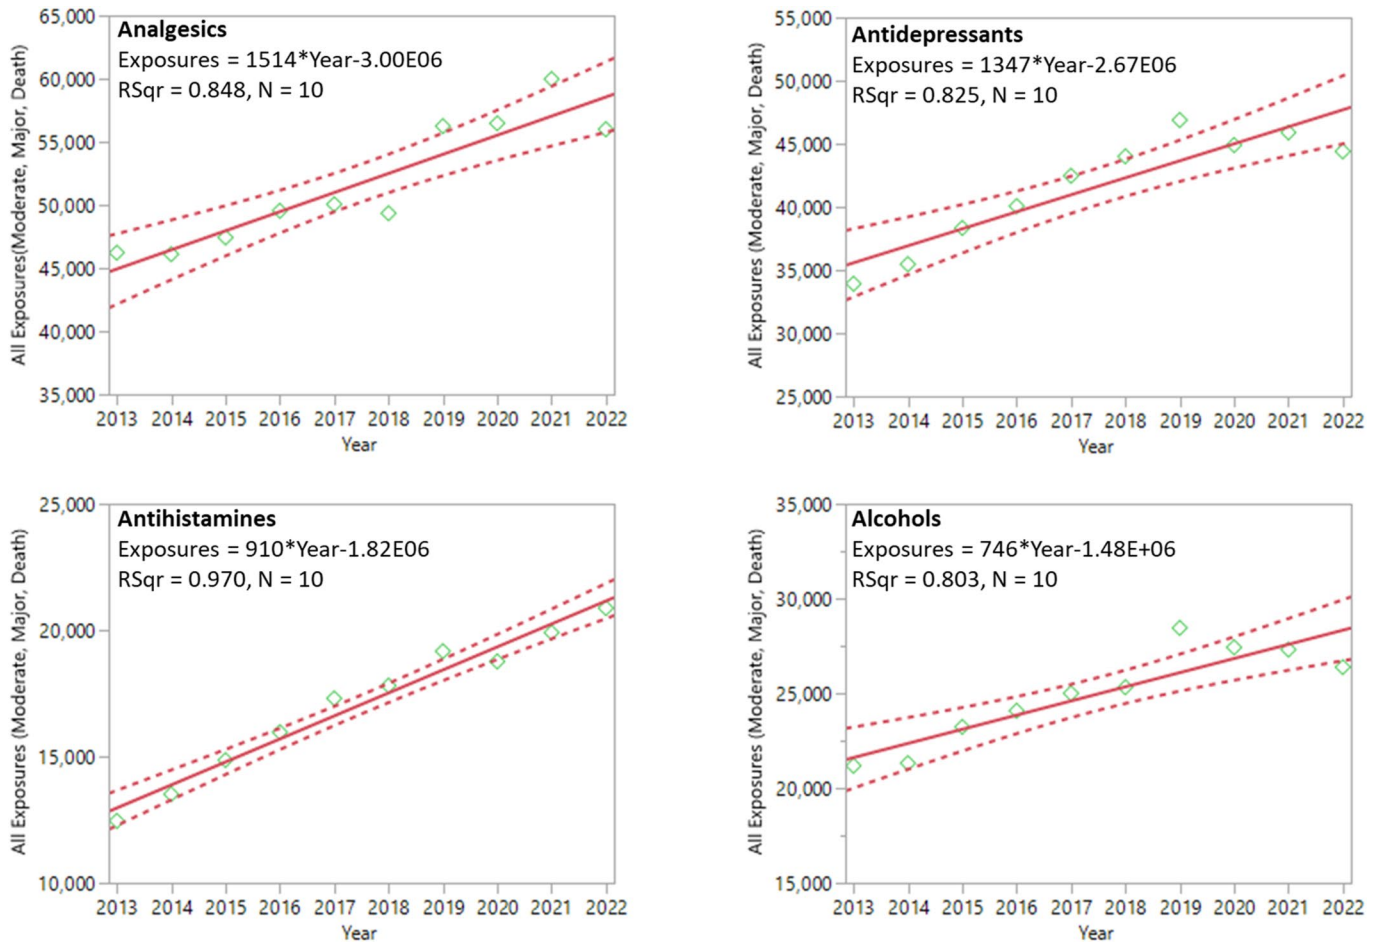 Analgesics
Exposures = 1514*Year-3.00E06
RSqr = 0.848, N = 10
All Exposures(Moderate, Major, Death)
65,000
60,000
55,000
50,000
45,000
40,000
35,000
2013 2014 2015 2016 2017 2018 2019 2020 2021 2022
Year
Antidepressants
Exposures = 1347*Year-2.67E06
RSqr = 0.825, N = 10
All Exposures (Moderate, Major, Death)
55,000
50,000
45,000
40,000
35,000
30,000
25,000
2013 2014 2015 2016 2017 2018 2019 2020 2021 2022
Year
Antihistamines
Exposures = 910*Year-1.82E06
RSqr = 0.970, N = 10
All Exposures (Moderate, Major, Death)
25,000
20,000
15,000
10,000
2013 2014 2015 2016 2017 2018 2019 2020 2021 2022
Year
Alcohols
Exposures = 746*Year-1.48E+06
RSqr = 0.803, N = 10
All Exposures (Moderate, Major, Death)
35,000
30,000
25,000
20,000
15,000
2013 2014 2015 2016 2017 2018 2019 2020 2021 2022
Year